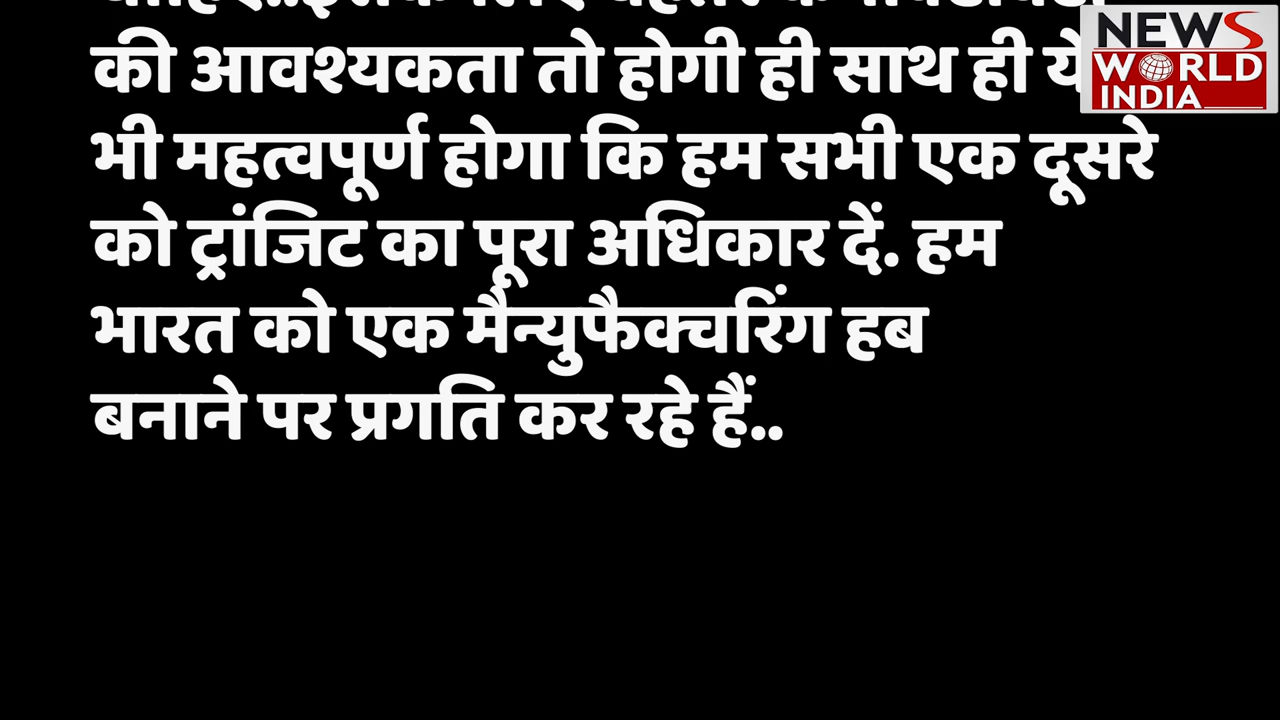 की आवश्यकता तो होगी ही साथ ही ये
भी महत्वपूर्ण होगा कि हम सभी एक दूसरे
को ट्रांजिट का पूरा अधिकार दें. हम
भारत को एक मैन्युफैक्चरिंग हब
बनाने पर प्रगति कर रहे हैं..
NEWS
WORLD
INDIA